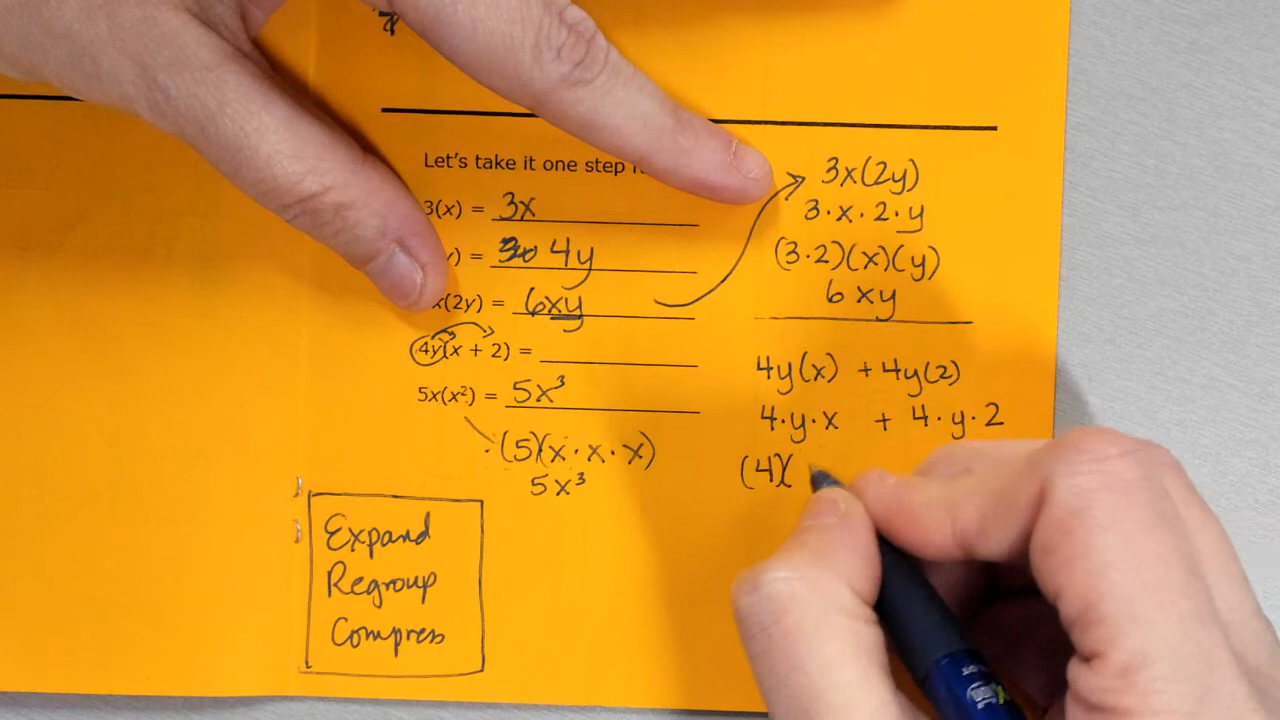 Let's take it one step
3(x) = 3x
) = 4y
x(2y) = 6xy
4y(x + 2) =
5x(x²) = 5x³
(5)(x · x · x)
5x³
Expand
Regroup
Compress
3x(2y)
3 · x · 2 · y
(3·2)(x)(y)
6 xy
4y(x) + 4y(2)
4·y·x + 4·y·2
(4)(